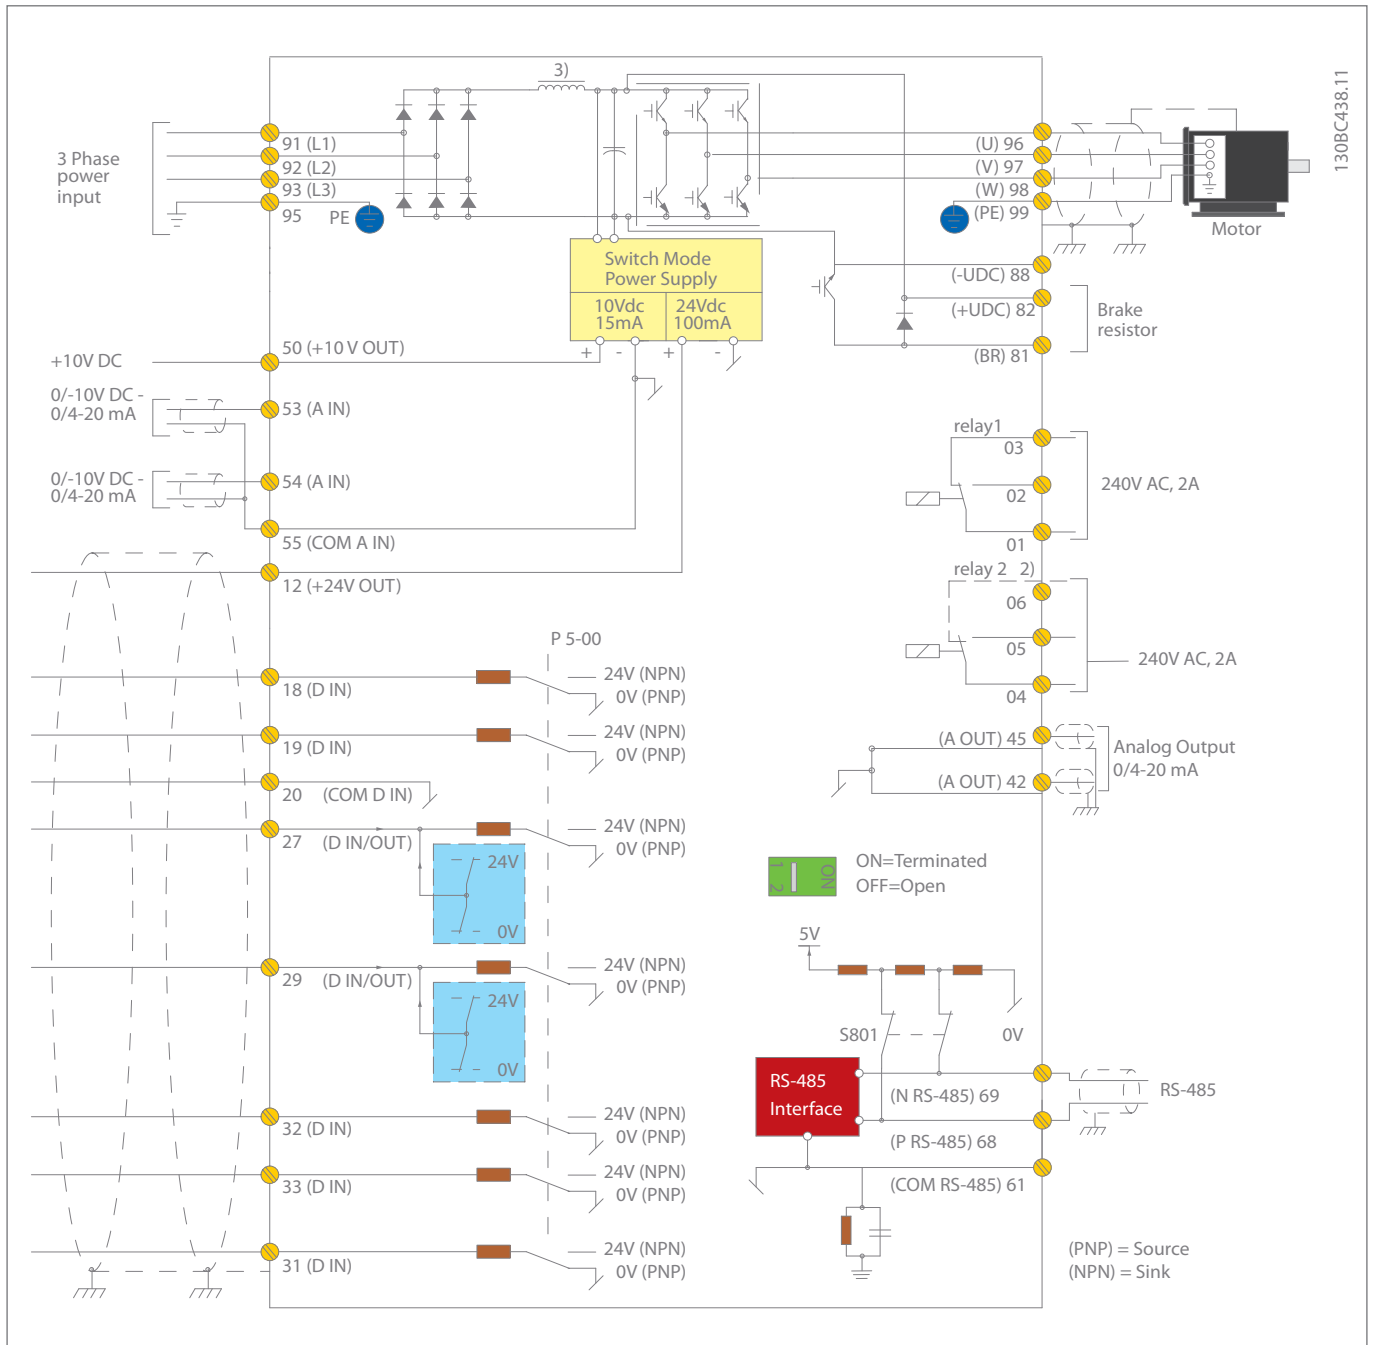 130BC438.11
3)
3 Phase
power
input
91 (L1)
92 (L2)
93 (L3)
95
PE
(U) 96
(V) 97
(W) 98
(PE) 99
Motor
Switch Mode
Power Supply
10Vdc
15mA
24Vdc
100mA
+
-
+
-
(-UDC) 88
(+UDC) 82
(BR) 81
Brake
resistor
+10V DC
50 (+10 V OUT)
0/-10V DC -
0/4-20 mA
53 (A IN)
0/-10V DC -
0/4-20 mA
54 (A IN)
55 (COM A IN)
12 (+24V OUT)
relay1
03
02
01
240V AC, 2A
relay 2 2)
06
05
04
240V AC, 2A
P 5-00
18 (D IN)
24V (NPN)
0V (PNP)
19 (D IN)
24V (NPN)
0V (PNP)
20 (COM D IN)
27 (D IN/OUT)
24V (NPN)
0V (PNP)
24V
0V
29 (D IN/OUT)
24V (NPN)
0V (PNP)
24V
0V
32 (D IN)
24V (NPN)
0V (PNP)
33 (D IN)
24V (NPN)
0V (PNP)
31 (D IN)
24V (NPN)
0V (PNP)
(A OUT) 45
(A OUT) 42
Analog Output
0/4-20 mA
1 2
ON
ON=Terminated
OFF=Open
5V
S801
0V
RS-485
Interface
(N RS-485) 69
(P RS-485) 68
(COM RS-485) 61
RS-485
(PNP) = Source
(NPN) = Sink